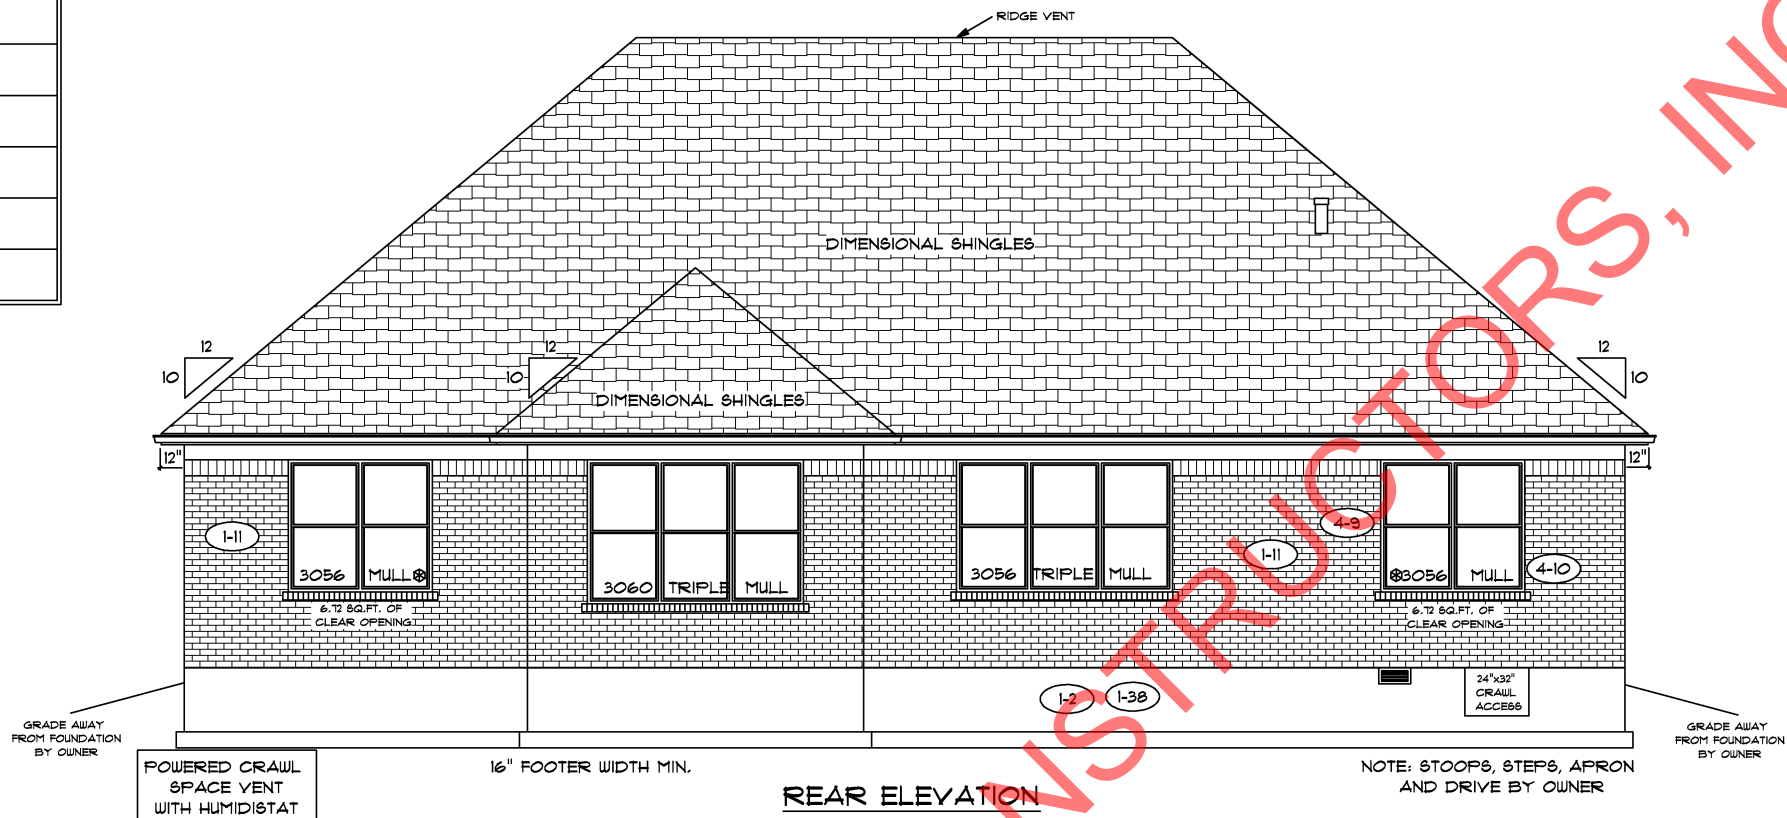 RIDGE VENT
DIMENSIONAL SHINGLES
12
10
12
10
12
10
DIMENSIONAL SHINGLES
12"
12"
1-11
3056 MULL
6.72 SQ.FT. OF
CLEAR OPENING
3060 TRIPLE MULL
3056 TRIPLE MULL
1-11
4-9
3056 MULL
4-10
6.72 SQ.FT. OF
CLEAR OPENING
1-2
1-38
24"x32"
CRAWL
ACCESS
GRADE AWAY
FROM FOUNDATION
BY OWNER
GRADE AWAY
FROM FOUNDATION
BY OWNER
POWERED CRAWL
SPACE VENT
WITH HUMIDISTAT
16" FOOTER WIDTH MIN.
REAR ELEVATION
NOTE: STOOPS, STEPS, APRON
AND DRIVE BY OWNER
NSTRUCTORS, INC